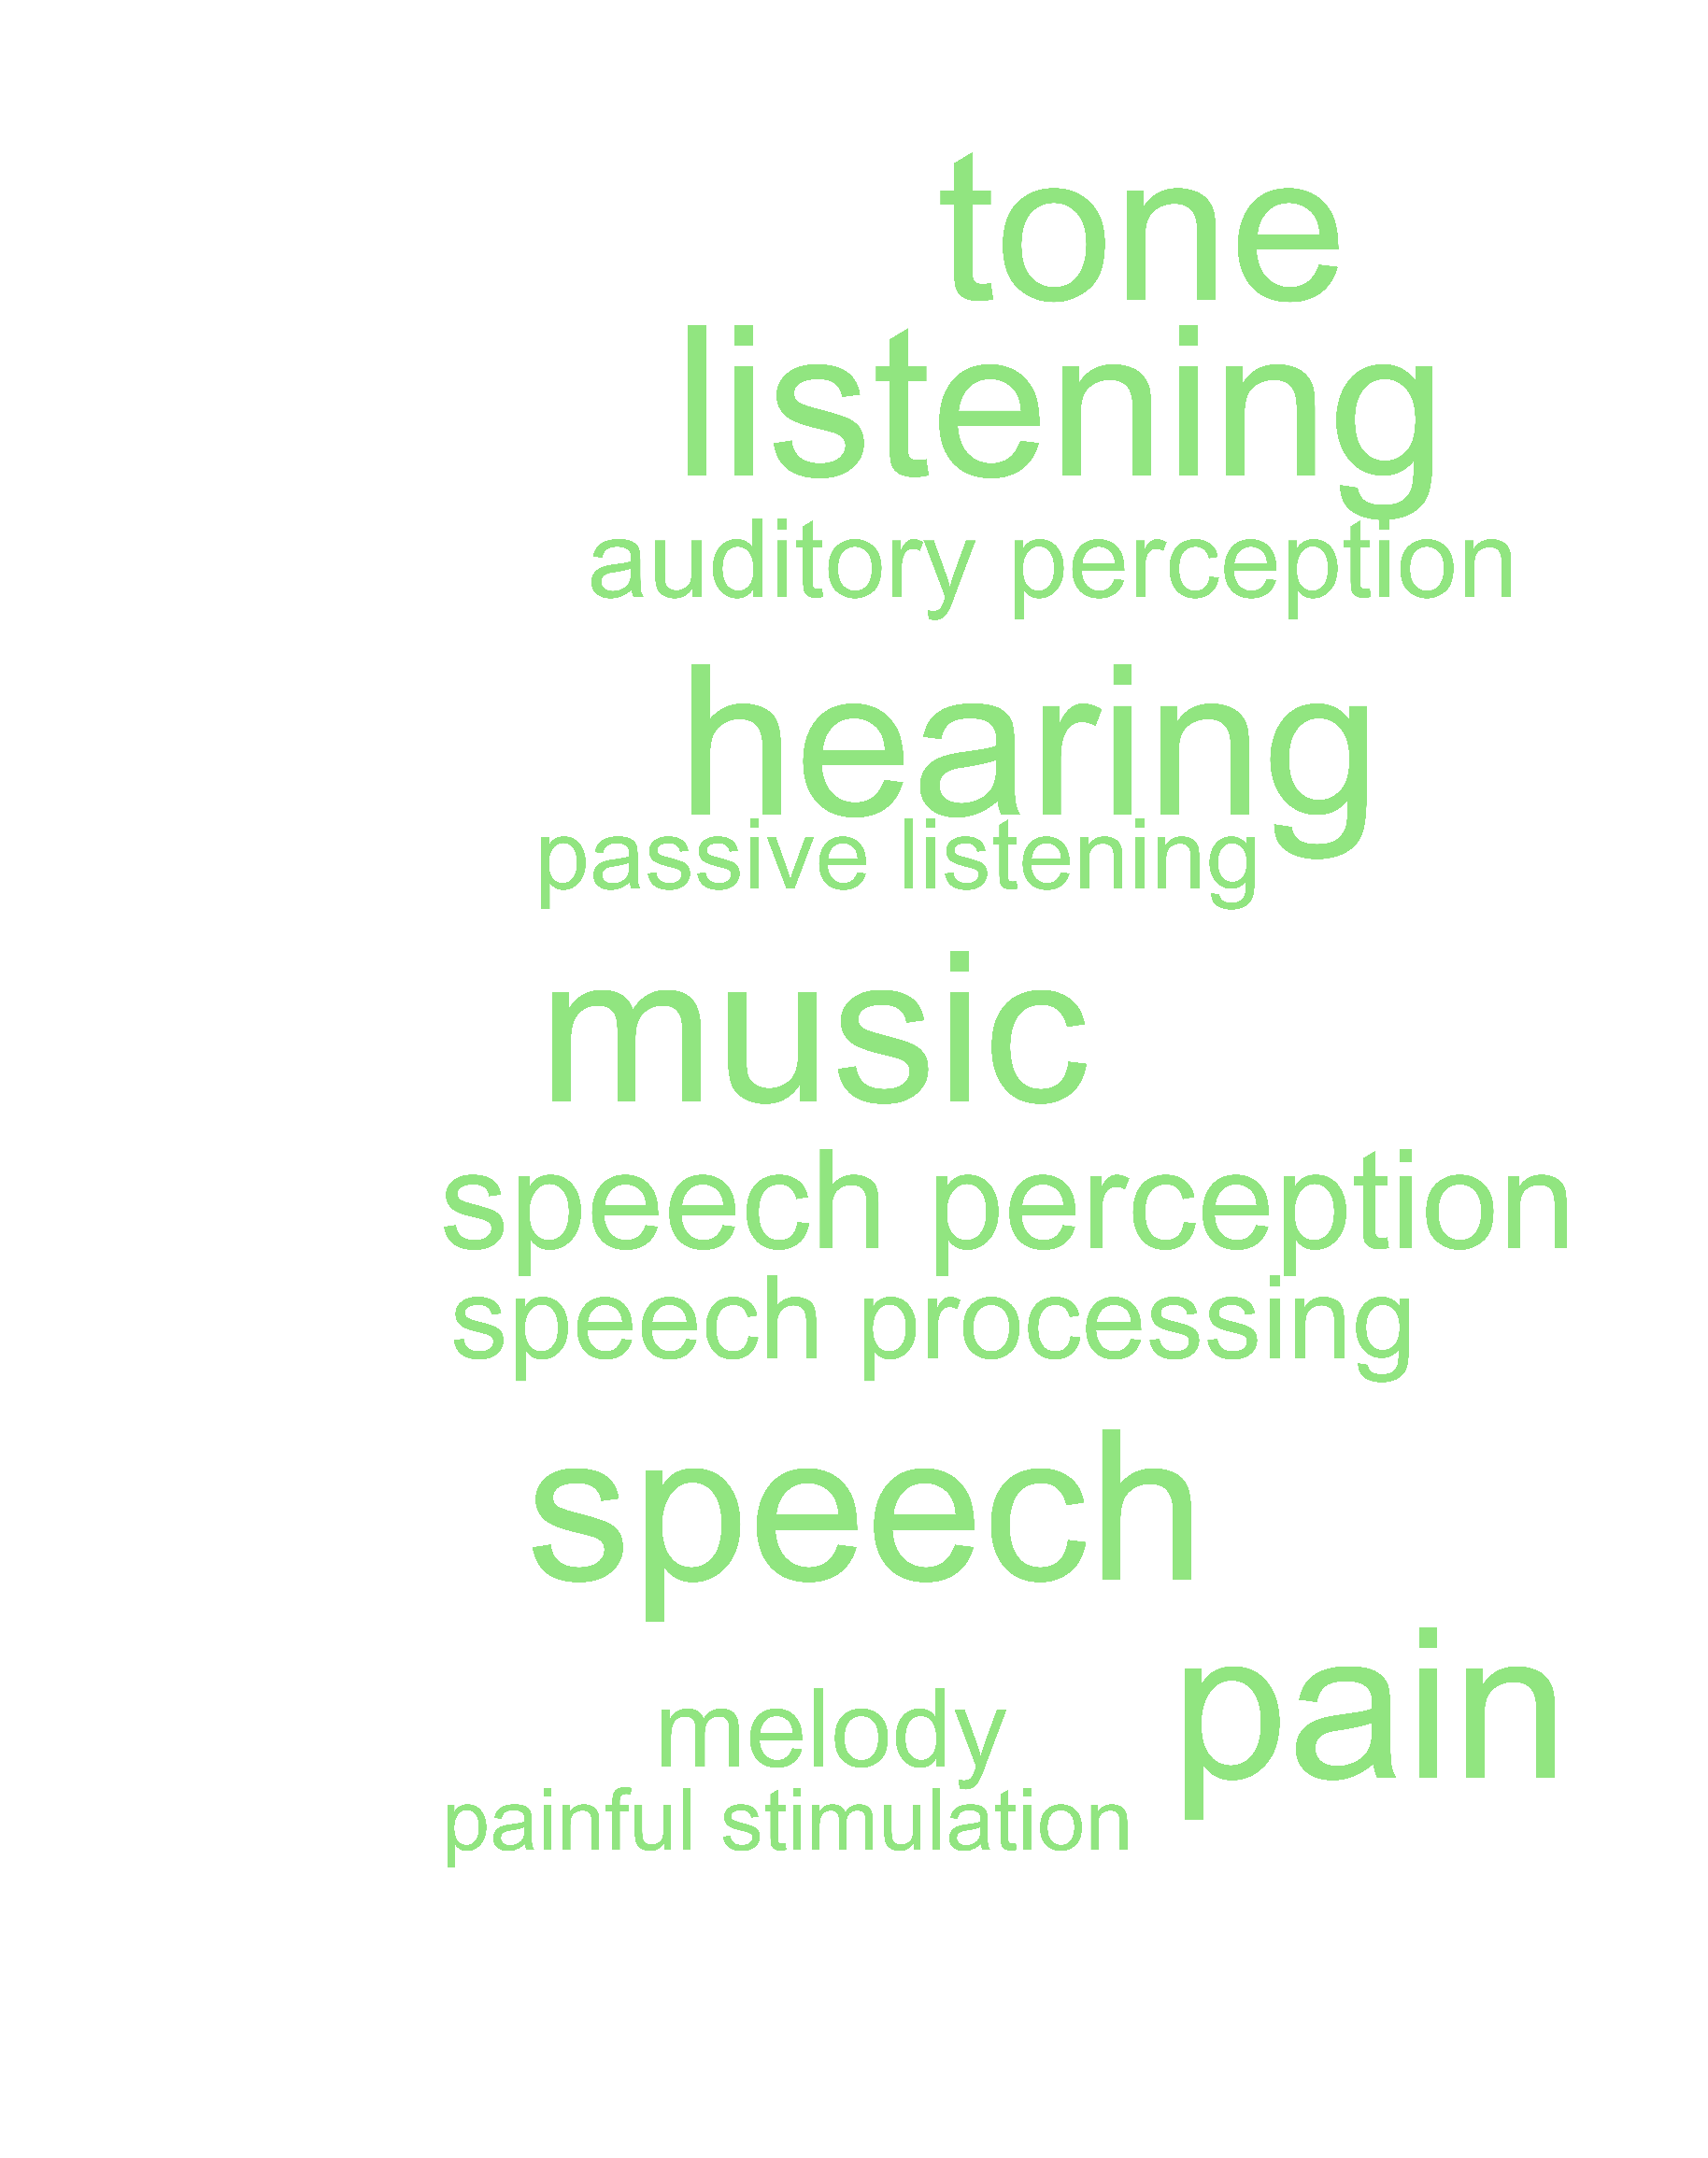 tone
listening
auditory perception
hearing
passive listening
music
speech perception
speech processing
speech
pain
melody
painful stimulation